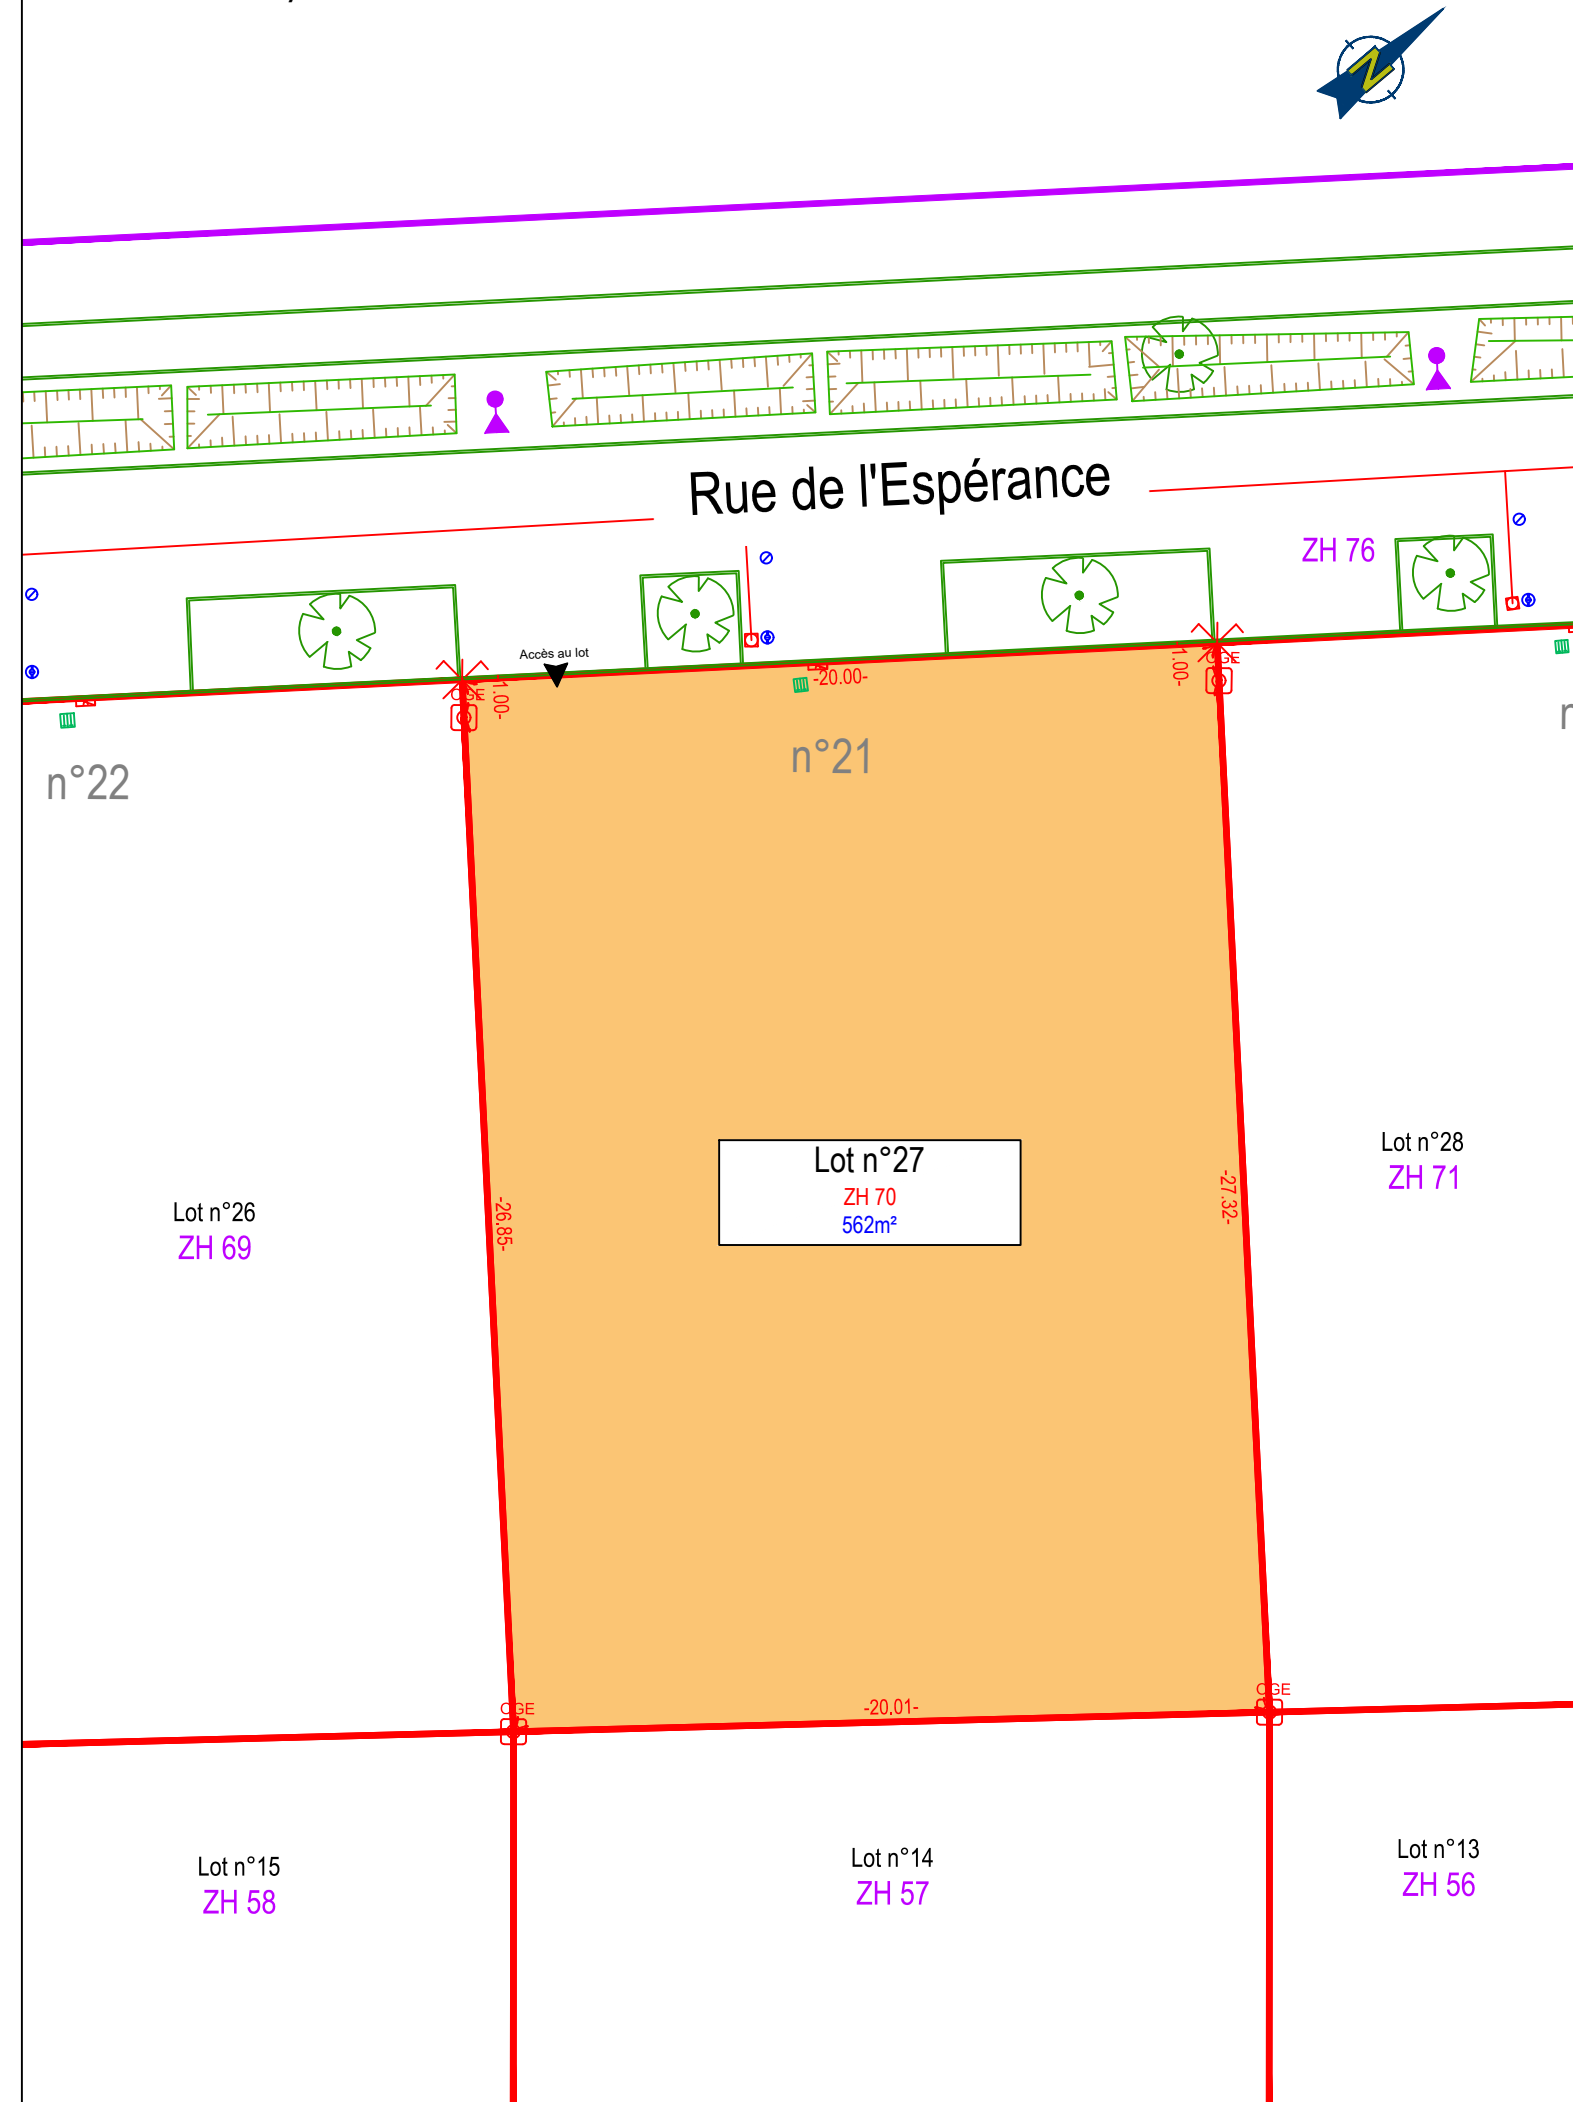 N
Rue de l'Espérance
ZH 76
Accès au lot
OGE
-1.00-
-20.00-
-1.00-
OGE
n°22
n°21
Lot n°27
ZH 70
562m²
Lot n°28
ZH 71
-26.85-
-27.32-
Lot n°26
ZH 69
OGE
-20.01-
OGE
Lot n°15
ZH 58
Lot n°14
ZH 57
Lot n°13
ZH 56